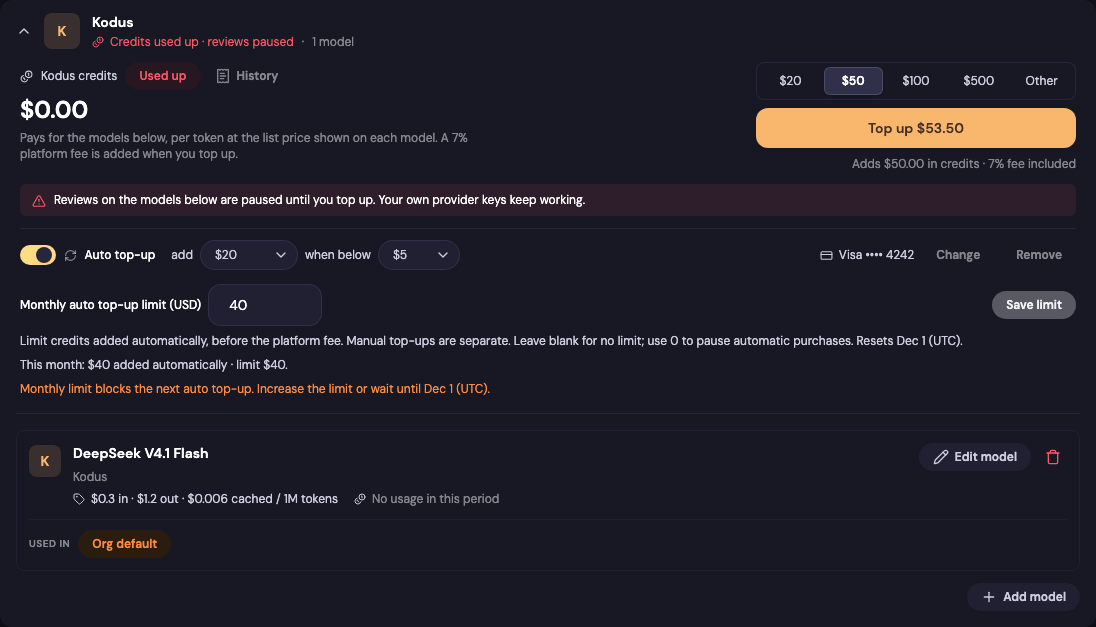 K
Kodus
Credits used up · reviews paused · 1 model
Kodus credits
Used up
History
$0.00
Pays for the models below, per token at the list price shown on each model. A 7%
platform fee is added when you top up.
$20
$50
$100
$500
Other
Top up $53.50
Adds $50.00 in credits · 7% fee included
Reviews on the models below are paused until you top up. Your own provider keys keep working.
Auto top-up add $20 when below $5
Visa •••• 4242
Change
Remove
Monthly auto top-up limit (USD) 40
Save limit
Limit credits added automatically, before the platform fee. Manual top-ups are separate. Leave blank for no limit; use 0 to pause automatic purchases. Resets Dec 1 (UTC).
This month: $40 added automatically · limit $40.
Monthly limit blocks the next auto top-up. Increase the limit or wait until Dec 1 (UTC).
K
DeepSeek V4.1 Flash
Kodus
$0.3 in · $1.2 out · $0.006 cached / 1M tokens
No usage in this period
Edit model
USED IN
Org default
Add model